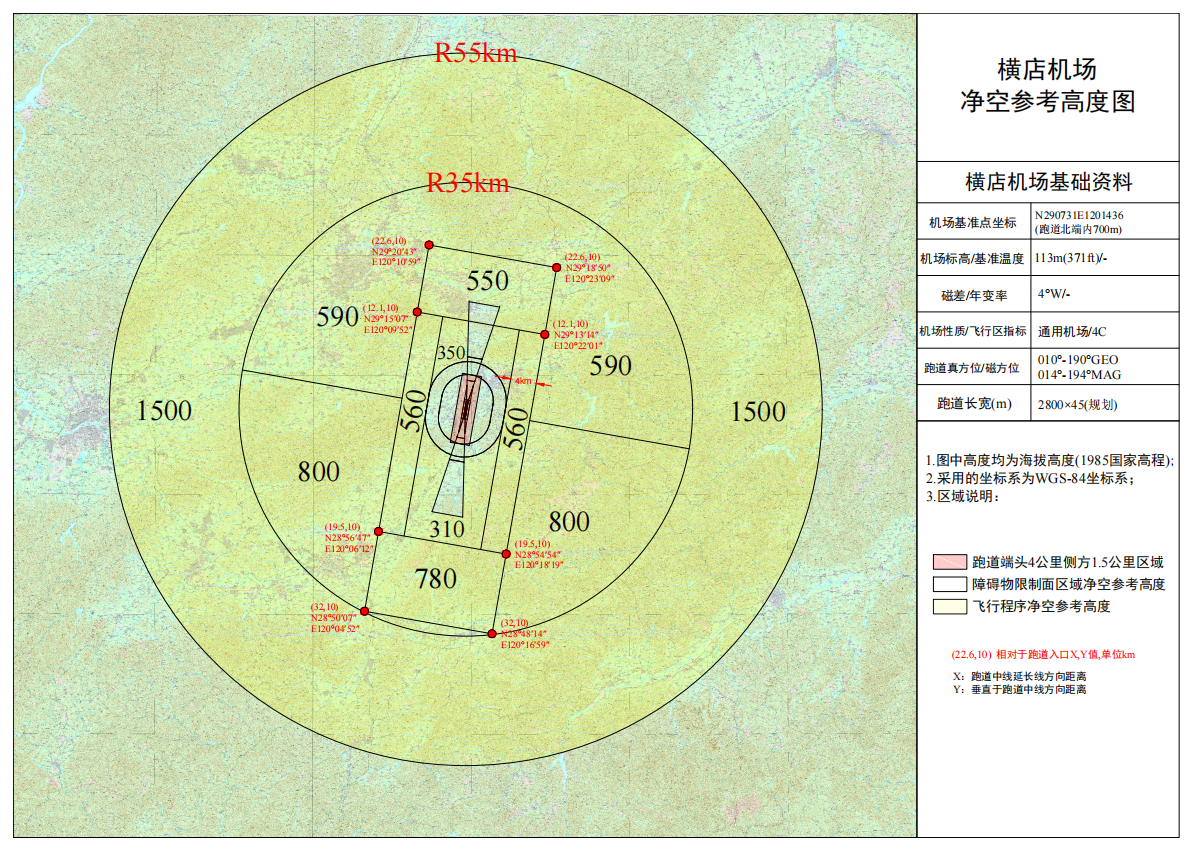 R55km
R35km
(22.6,10)
N29°20′43″
E120°10′59″
(22.6,10)
N29°18′50″
E120°23′09″
550
590
(12.1,10)
N29°15′07″
E120°09′52″
(12.1,10)
N29°13′14″
E120°22′01″
350
590
4km
1500
560
560
1500
800
800
310
(19.5,10)
N28°56′47″
E120°06′12″
(19.5,10)
N28°54′54″
E120°18′19″
780
(32,10)
N28°50′07″
E120°04′52″
(32,10)
N28°48′14″
E120°16′59″
横店机场
净空参考高度图
横店机场基础资料
机场基准点坐标 N290731E1201436
(跑道北端内700m)
机场标高/基准温度 113m(371ft)/-
磁差/年变率 4°W/-
机场性质/飞行区指标 通用机场/4C
跑道真方位/磁方位 010°-190°GEO
014°-194°MAG
跑道长宽(m) 2800×45(规划)
1.图中高度均为海拔高度(1985国家高程);
2.采用的坐标系为WGS-84坐标系；
3.区域说明：
跑道端头4公里侧方1.5公里区域
障碍物限制面区域净空参考高度
飞行程序净空参考高度
(22.6,10) 相对于跑道入口X,Y值,单位km
X：跑道中线延长线方向距离
Y：垂直于跑道中线方向距离